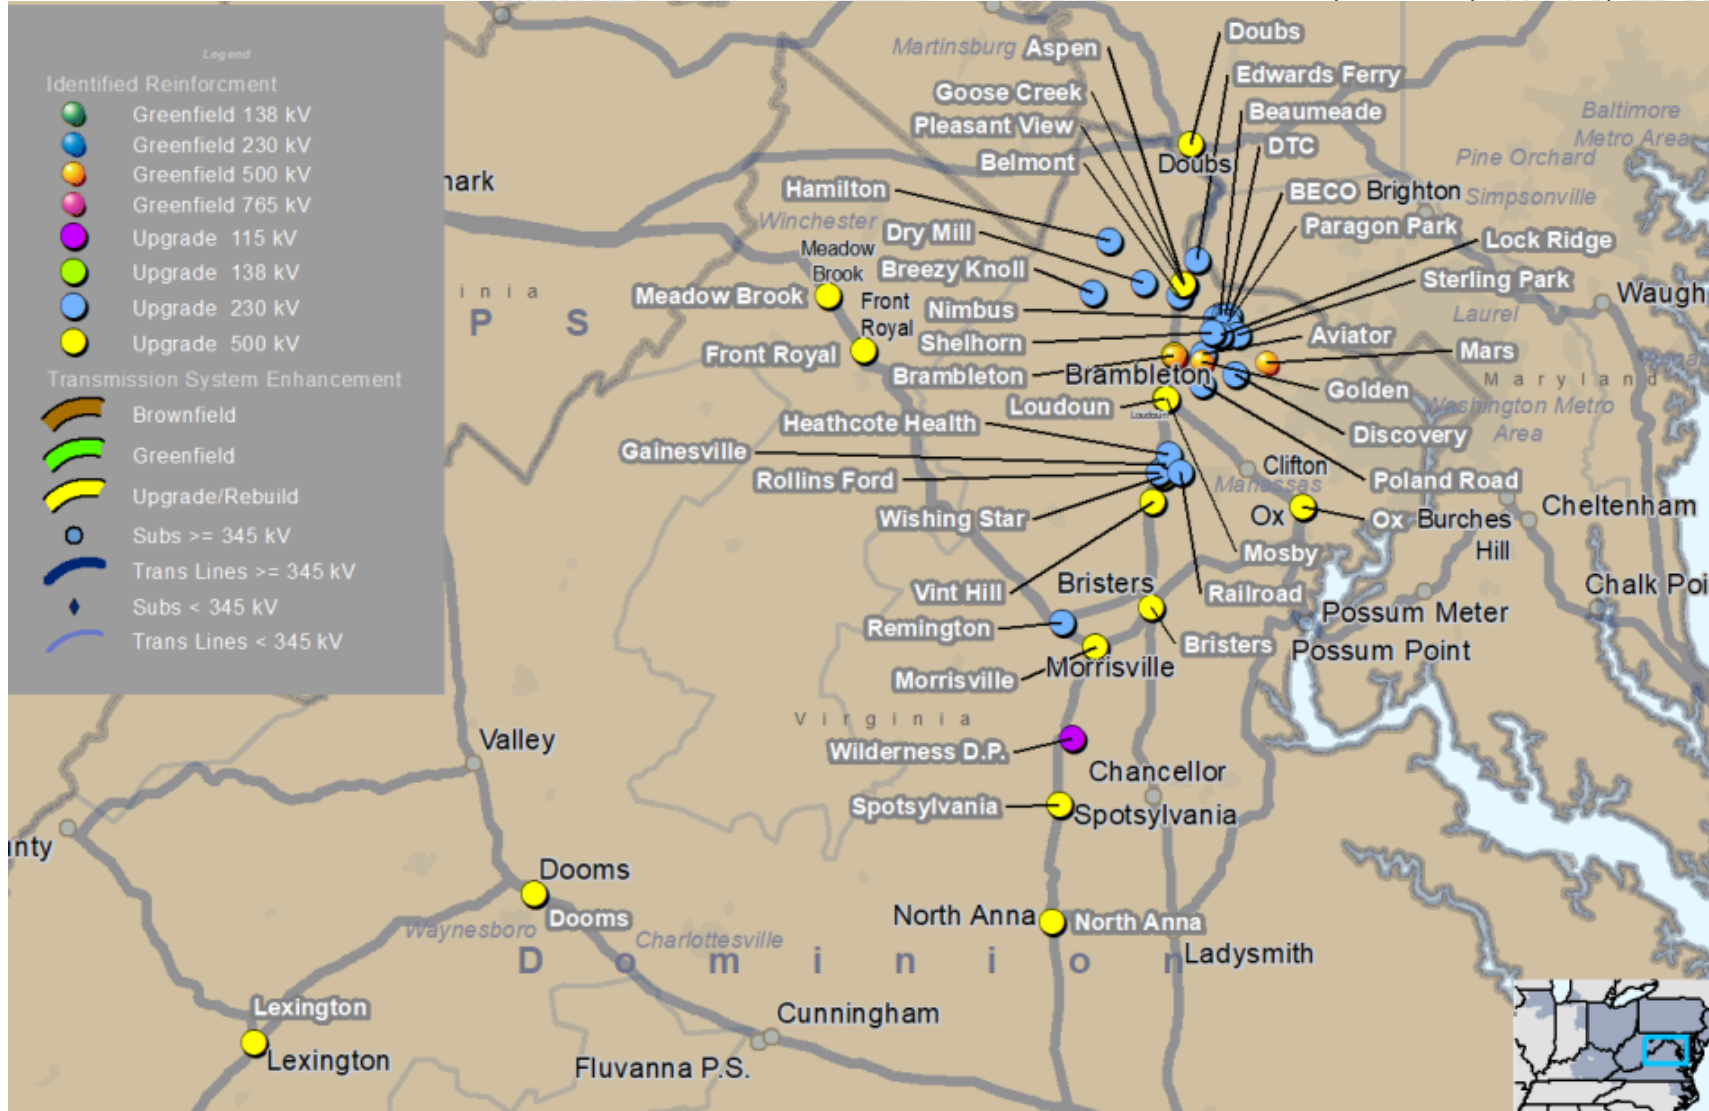 Legend
Identified Reinforcment
Greenfield 138 kV
Greenfield 230 kV
Greenfield 500 kV
Greenfield 765 kV
Upgrade 115 kV
Upgrade 138 kV
Upgrade 230 kV
Upgrade 500 kV
Transmission System Enhancement
Brownfield
Greenfield
Upgrade/Rebuild
Subs >= 345 kV
Trans Lines >= 345 kV
Subs < 345 kV
Trans Lines < 345 kV
Martinsburg
Aspen
Doubs
Goose Creek
Edwards Ferry
Pleasant View
Beaumeade
Baltimore
Metro Area
Belmont
Doubs
DTC
Pine Orchard
Hamilton
BECO
Brighton
Simpsonville
Winchester
Dry Mill
Paragon Park
Lock Ridge
Meadow
Brook
Breezy Knoll
Sterling Park
Meadow Brook
Front
Royal
Nimbus
Waugh
Laurel
P S
Front Royal
Shelhorn
Aviator
Mars
Brambleton
Brambleton
Golden
Maryland
Washington Metro
Area
Loudoun
Loudoun
Heathcote Health
Discovery
Gainesville
Clifton
Manassas
Rollins Ford
Poland Road
Wishing Star
Ox
Ox
Burches
Hill
Cheltenham
Mosby
Vint Hill
Bristers
Railroad
Chalk Poi
Possum Meter
Remington
Bristers
Possum Point
Morrisville
Morrisville
Virginia
Wilderness D.P.
Valley
Chancellor
Spotsylvania
Spotsylvania
nty
Dooms
Dooms
North Anna
North Anna
Waynesboro
Charlottesville
Ladysmith
Dominion
Lexington
Lexington
Cunningham
Fluvanna P.S.
hark
inia